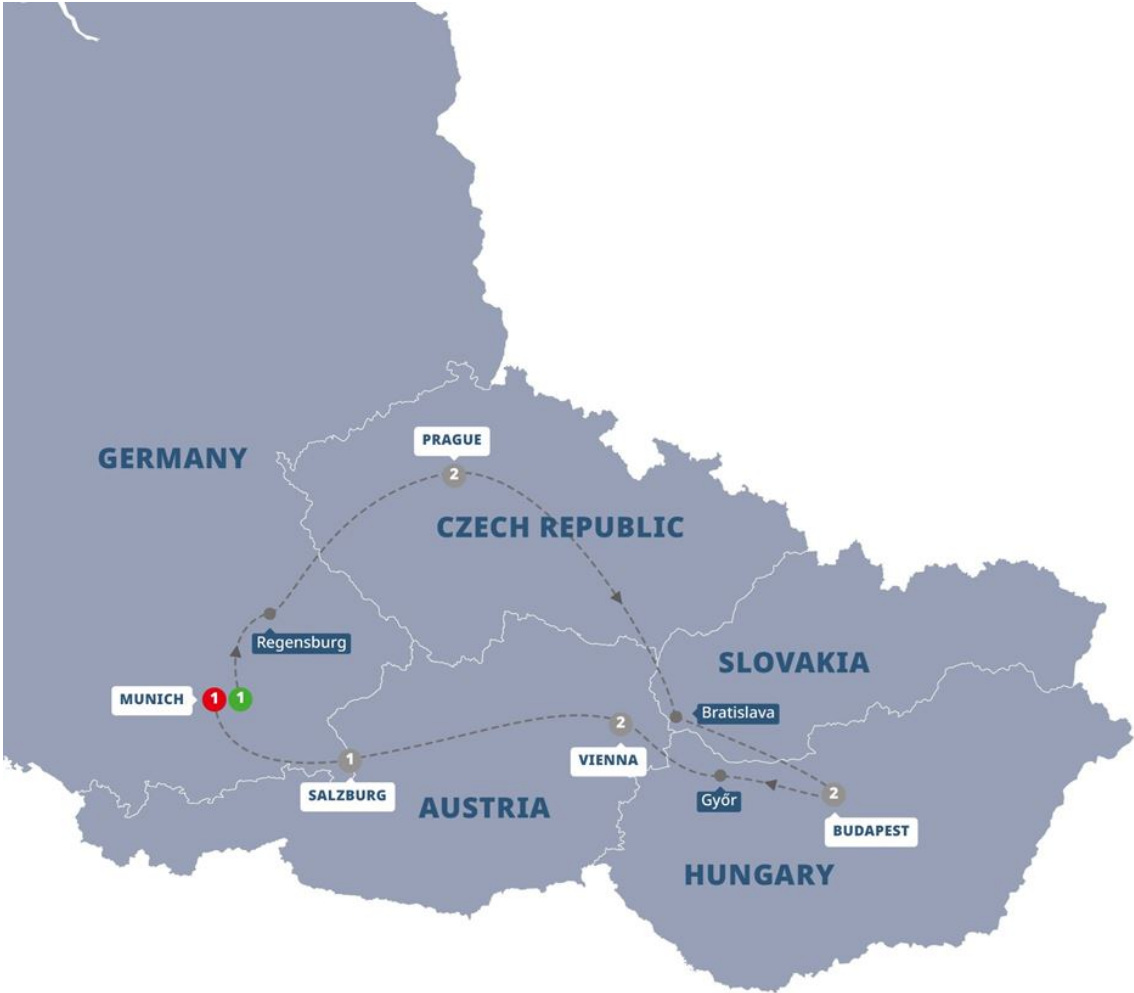 GERMANY
PRAGUE
2
CZECH REPUBLIC
Regensburg
SLOVAKIA
MUNICH
1
1
Bratislava
2
VIENNA
1
SALZBURG
Győr
2
BUDAPEST
AUSTRIA
HUNGARY